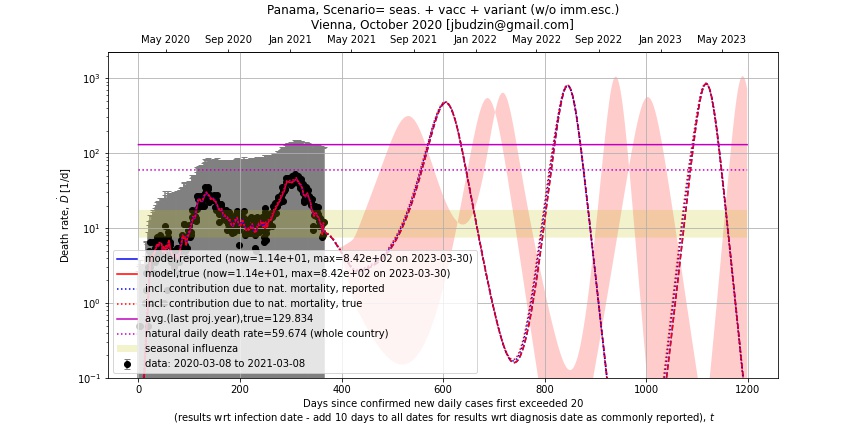 Panama, Scenario= seas. + vacc + variant (w/o imm.esc.)
Vienna, October 2020 [jbudzin@gmail.com]
May 2020 Sep 2020 Jan 2021 May 2021 Sep 2021 Jan 2022 May 2022 Sep 2022 Jan 2023 May 2023
Death rate, D [1/d]
10³
10²
10¹
10⁰
10⁻¹
model,reported (now=1.14e+01, max=8.42e+02 on 2023-03-30)
model,true (now=1.14e+01, max=8.42e+02 on 2023-03-30)
incl. contribution due to nat. mortality, reported
incl. contribution due to nat. mortality, true
avg.(last proj.year),true=129.834
natural daily death rate=59.674 (whole country)
seasonal influenza
data: 2020-03-08 to 2021-03-08
0 200 400 600 800 1000 1200
Days since confirmed new daily cases first exceeded 20
(results wrt infection date - add 10 days to all dates for results wrt diagnosis date as commonly reported), t